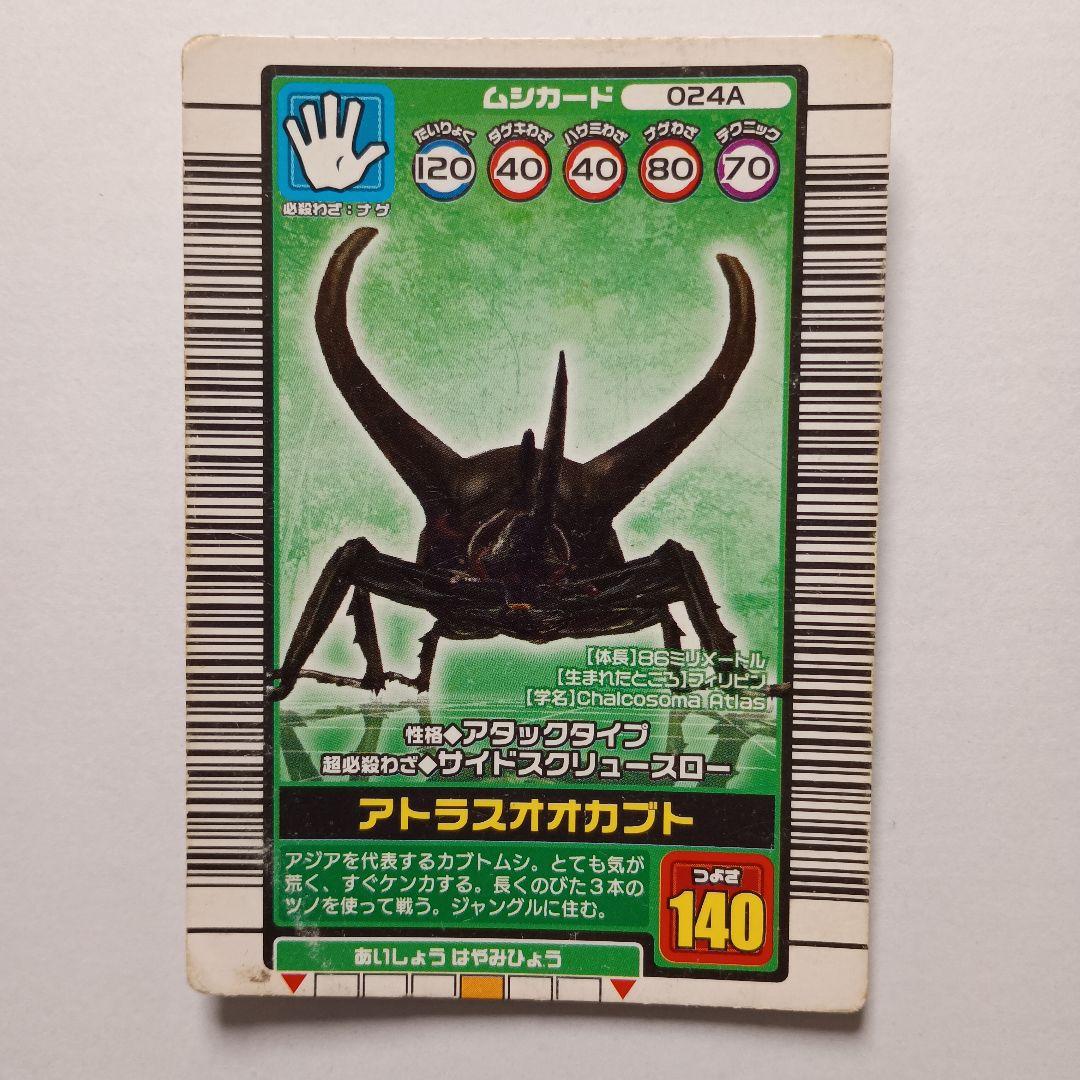 ムシカード 024A
たいりょく ダゲキわざ ハサミわざ ナゲわざ テクニック
120 40 40 80 70
必殺わざ:ナゲ
[体長]86ミリメートル
[生まれたところ]フィリピン
[学名]Chalcosoma Atlas
性格◆アタックタイプ
超必殺わざ◆サイドスクリュースロー
アトラスオオカブト
アジアを代表するカブトムシ。とても気が
荒く、すぐケンカする。長くのびた3本の
ツノを使って戦う。ジャングルに住む。
つよさ
140
あいしょうはやみひょう